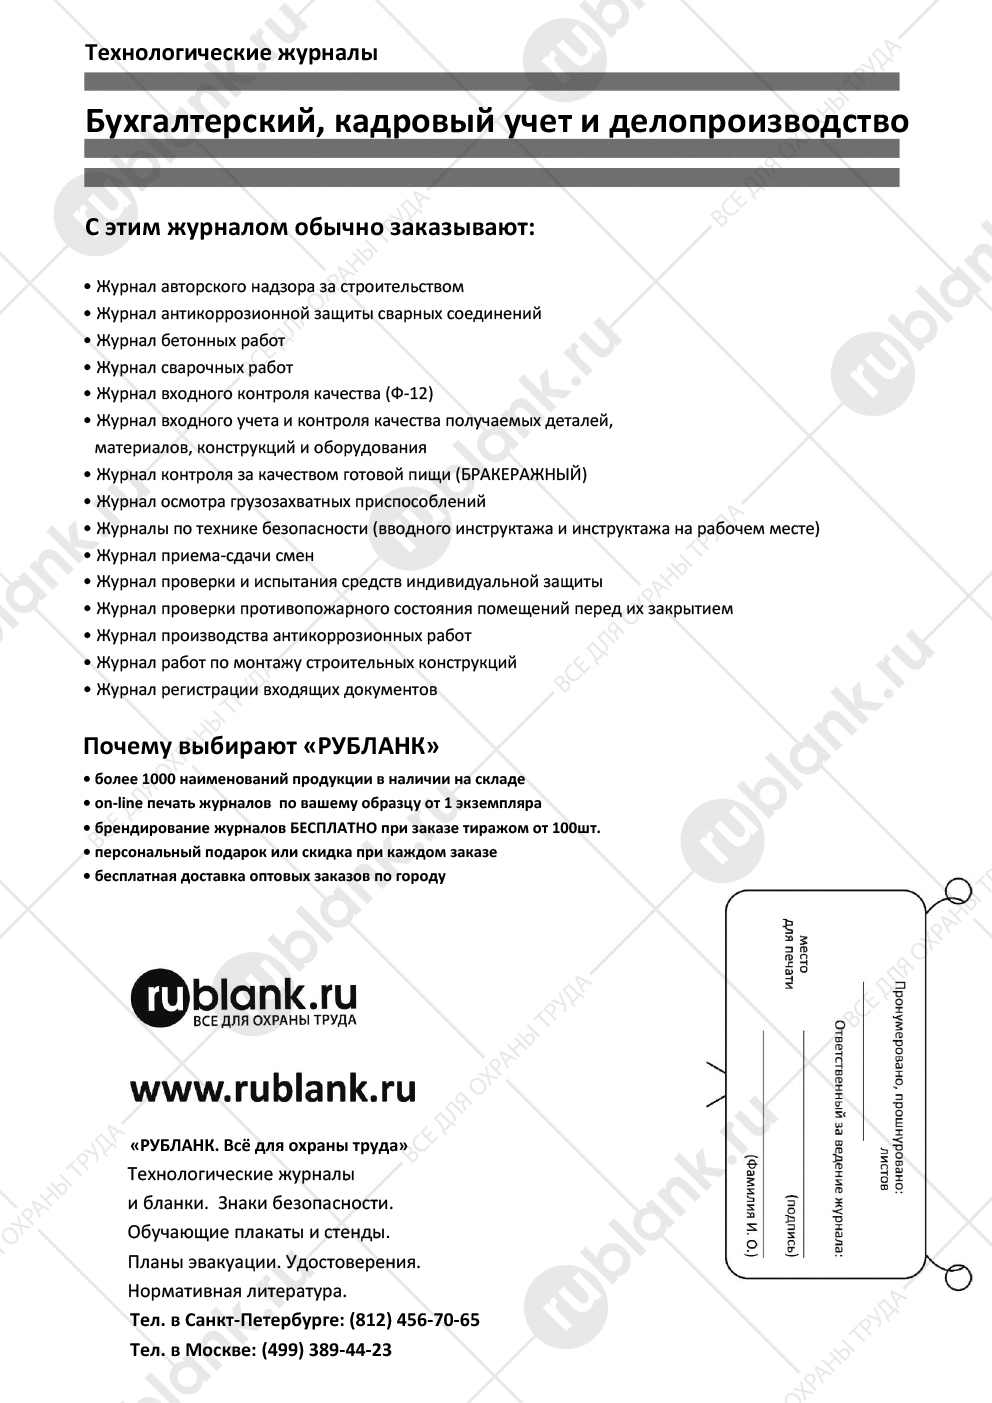 Технологические журналы
Бухгалтерский, кадровый учет и делопроизводство
С этим журналом обычно заказывают:
• Журнал авторского надзора за строительством
• Журнал антикоррозионной защиты сварных соединений
• Журнал бетонных работ
• Журнал сварочных работ
• Журнал входного контроля качества (Ф-12)
• Журнал входного учета и контроля качества получаемых деталей,
материалов, конструкций и оборудования
• Журнал контроля за качеством готовой пищи (БРАКЕРАЖНЫЙ)
• Журнал осмотра грузозахватных приспособлений
• Журналы по технике безопасности (вводного инструктажа и инструктажа на рабочем месте)
• Журнал приема-сдачи смен
• Журнал проверки и испытания средств индивидуальной защиты
• Журнал проверки противопожарного состояния помещений перед их закрытием
• Журнал производства антикоррозионных работ
• Журнал работ по монтажу строительных конструкций
• Журнал регистрации входящих документов
Почему выбирают «РУБЛАНК»
• более 1000 наименований продукции в наличии на складе
• on-line печать журналов по вашему образцу от 1 экземпляра
• брендирование журналов БЕСПЛАТНО при заказе тиражом от 100шт.
• персональный подарок или скидка при каждом заказе
• бесплатная доставка оптовых заказов по городу
rublank.ru
ВСЕ ДЛЯ ОХРАНЫ ТРУДА
www.rublank.ru
«РУБЛАНК. Всё для охраны труда»
Технологические журналы
и бланки. Знаки безопасности.
Обучающие плакаты и стенды.
Планы эвакуации. Удостоверения.
Нормативная литература.
Тел. в Санкт-Петербурге: (812) 456-70-65
Тел. в Москве: (499) 389-44-23
Пронумеровано, прошнуровано:
листов
Ответственный за ведение журнала:
место
для печати
(подпись)
(Фамилия И. О.)